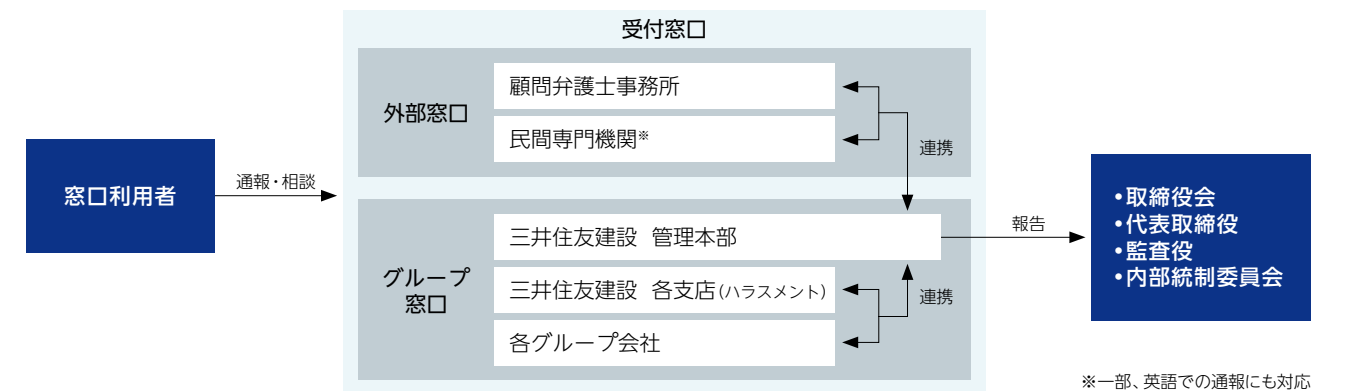 受付窓口
外部窓口
顧問弁護士事務所
民間専門機関※
連携
窓口利用者
通報・相談
グループ
窓口
三井住友建設 管理本部
三井住友建設 各支店(ハラスメント)
各グループ会社
連携
報告
•取締役会
•代表取締役
•監査役
•内部統制委員会
※一部、英語での通報にも対応